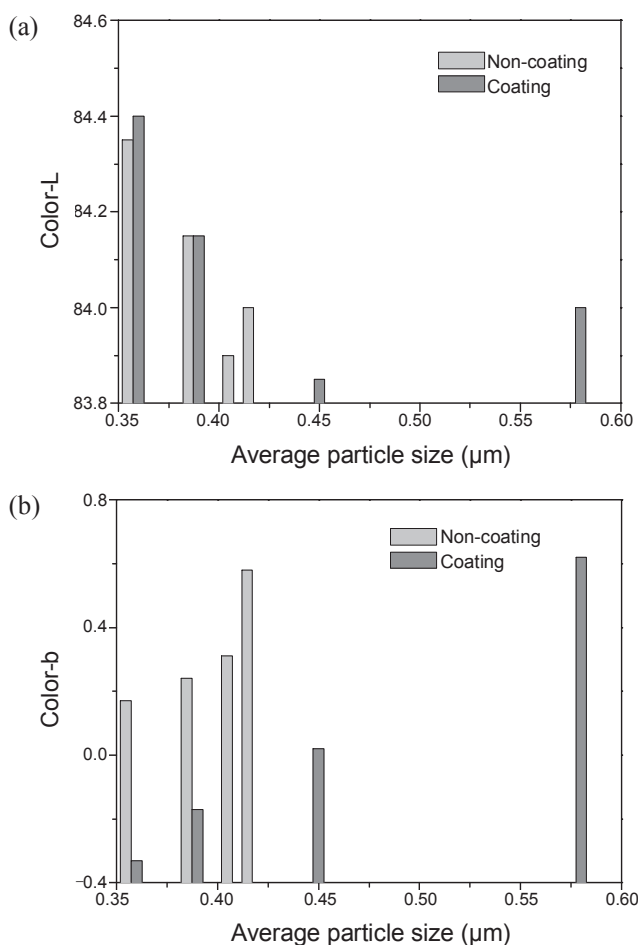 (a)
84.6
84.4
84.2
84.0
83.8
Color-L
Non-coating
Coating
0.35 0.40 0.45 0.50 0.55 0.60
Average particle size (μm)
(b)
0.8
0.4
0.0
−0.4
Color-b
Non-coating
Coating
0.35 0.40 0.45 0.50 0.55 0.60
Average particle size (μm)